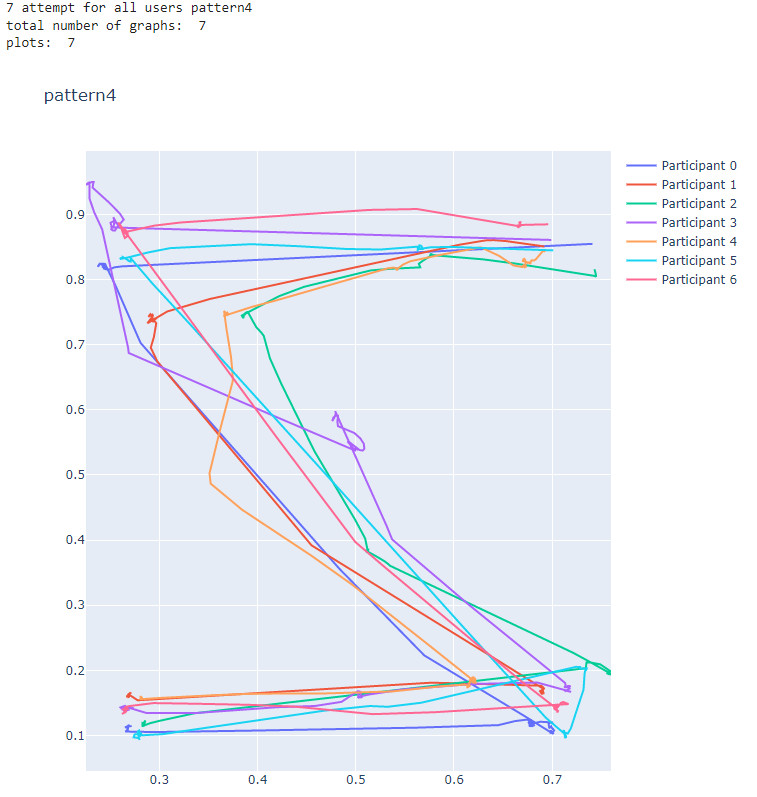 7 attempt for all users pattern4
total number of graphs:  7
plots:  7
pattern4
Participant 0
Participant 1
Participant 2
Participant 3
Participant 4
Participant 5
Participant 6
0.9
0.8
0.7
0.6
0.5
0.4
0.3
0.2
0.1
0.3 0.4 0.5 0.6 0.7